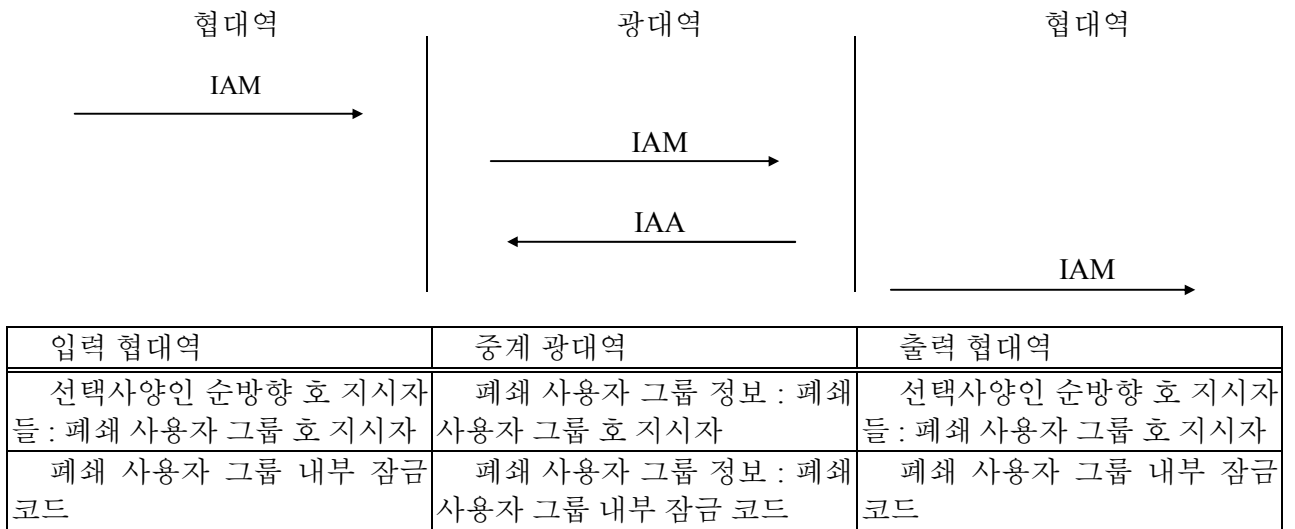 협대역 광대역 협대역
IAM
IAM
IAA
IAM
입력 협대역 중계 광대역 출력 협대역
선택사양인 순방향 호 지시자 폐쇄 사용자 그룹 정보 : 폐쇄 선택사양인 순방향 호 지시자
들 : 폐쇄 사용자 그룹 호 지시자 사용자 그룹 호 지시자 들 : 폐쇄 사용자 그룹 호 지시자
폐쇄 사용자 그룹 내부 잠금 폐쇄 사용자 그룹 정보 : 폐쇄 폐쇄 사용자 그룹 내부 잠금
코드 사용자 그룹 내부 잠금 코드 코드